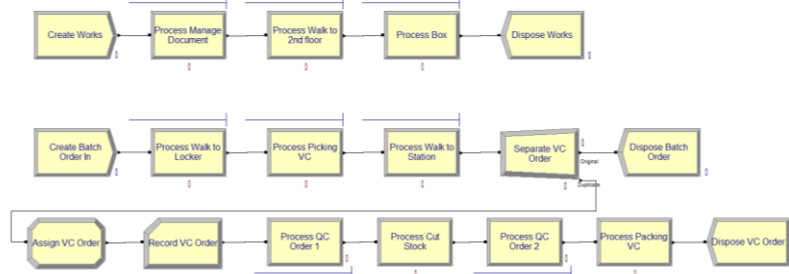 Create Works
Process Manage
Document
Process Walk to
2nd floor
Process Box
Dispose Works
Create Batch
Order In
Process Walk to
Locker
Process Picking
VC
Process Walk to
Station
Separate VC
Order
Original
Duplicate
Dispose Batch
Order
Assign VC Order
Record VC Order
Process QC
Order 1
Process Cut
Stock
Process QC
Order 2
Process Packing
VC
Dispose VC Order